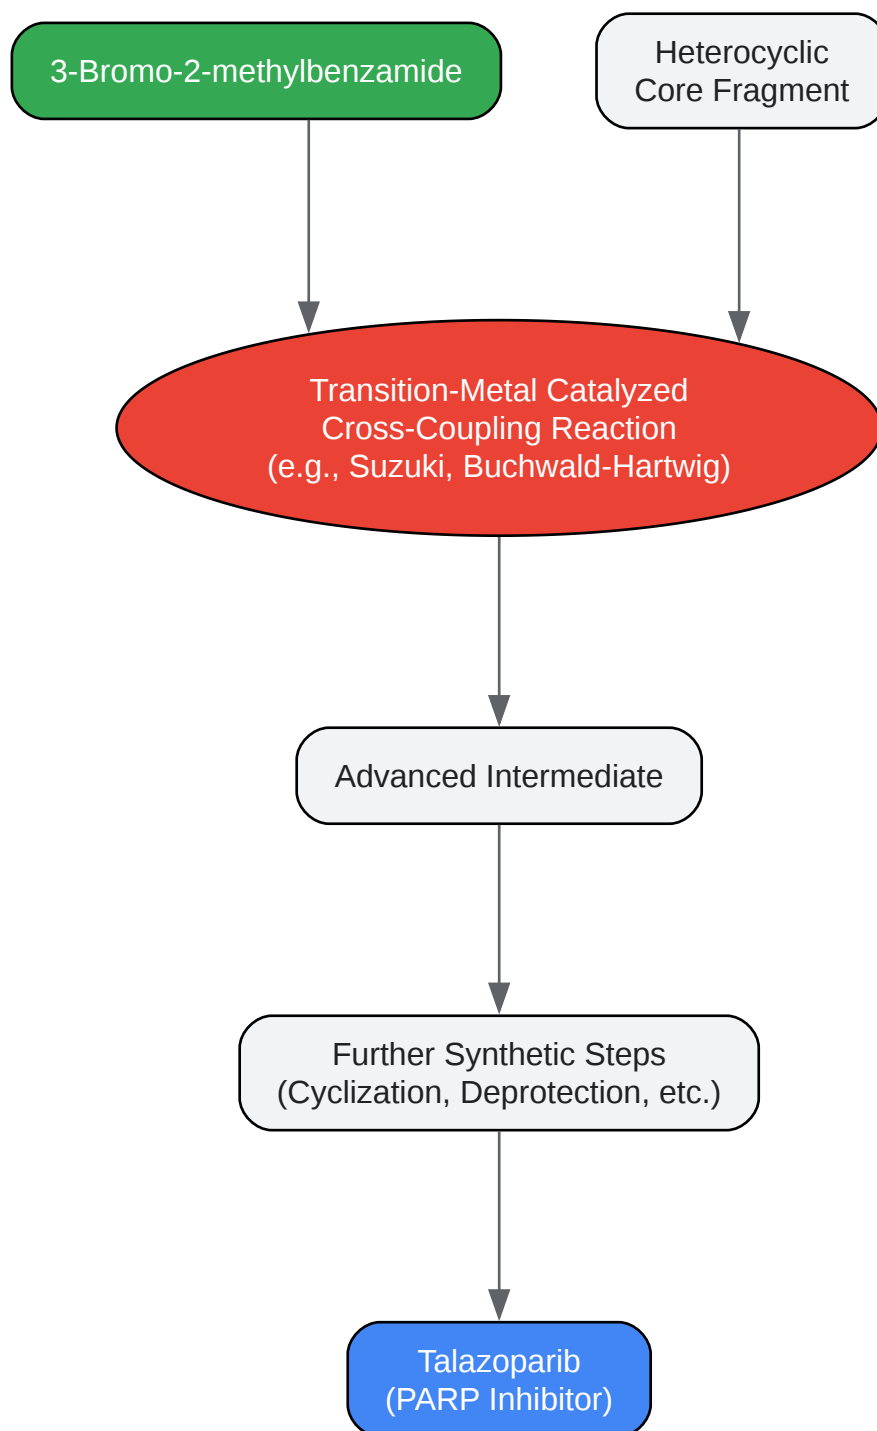 3-Bromo-2-methylbenzamide
Heterocyclic
Core Fragment
Transition-Metal Catalyzed
Cross-Coupling Reaction
(e.g., Suzuki, Buchwald-Hartwig)
Advanced Intermediate
Further Synthetic Steps
(Cyclization, Deprotection, etc.)
Talazoparib
(PARP Inhibitor)